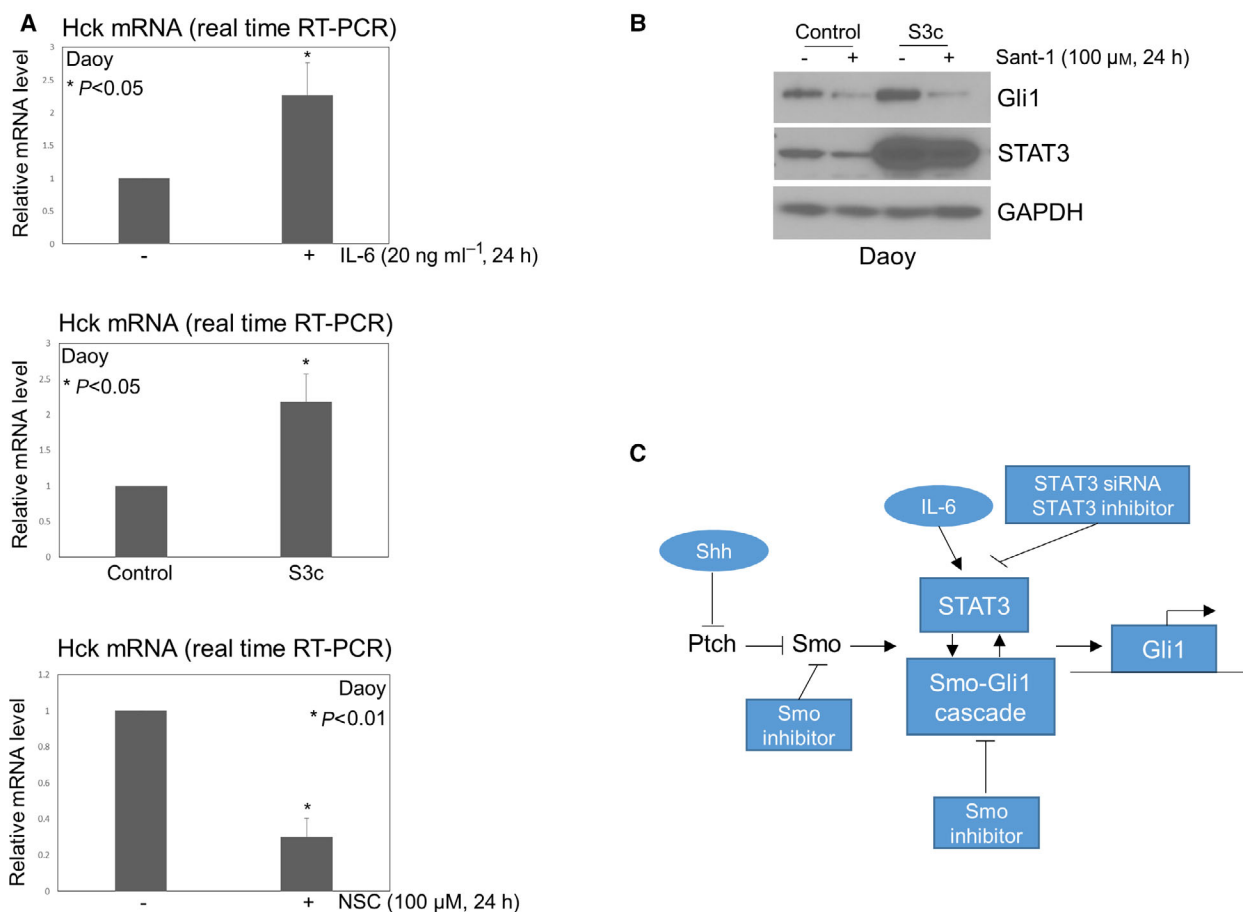 A
Hck mRNA (real time RT-PCR)
Relative mRNA level
3
2.5
2
1.5
1
0.5
0
Daoy
* P<0.05
*
-
+
IL-6 (20 ng ml⁻¹, 24 h)
Hck mRNA (real time RT-PCR)
Relative mRNA level
3
2.5
2
1.5
1
0.5
0
Daoy
* P<0.05
*
Control
S3c
Hck mRNA (real time RT-PCR)
Relative mRNA level
1.2
1
0.8
0.6
0.4
0.2
0
Daoy
* P<0.01
*
-
+
NSC (100 µM, 24 h)
B
Control
S3c
- + - + Sant-1 (100 µM, 24 h)
Gli1
STAT3
GAPDH
Daoy
C
STAT3 siRNA
STAT3 inhibitor
IL-6
Shh
STAT3
Ptch
Smo
Gli1
Smo-Gli1
cascade
Smo
inhibitor
Smo
inhibitor